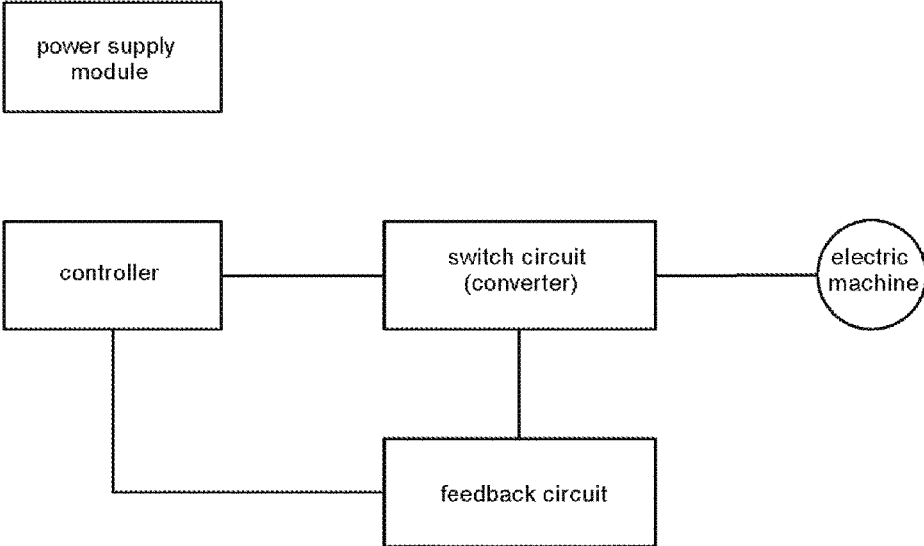 power supply
module
controller
switch circuit
(converter)
electric
machine
feedback circuit